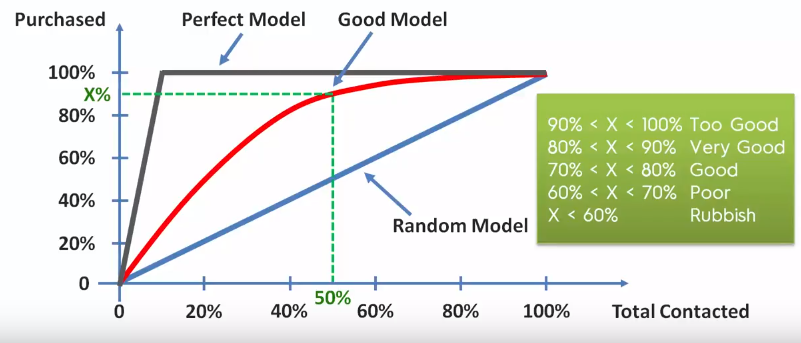 Purchased
Perfect Model
Good Model
100%
X%
80%
60%
40%
20%
0
90% < X < 100% Too Good
80% < X < 90% Very Good
70% < X < 80% Good
60% < X < 70% Poor
X < 60% Rubbish
Random Model
0
20%
40%
50%
60%
80%
100%
Total Contacted